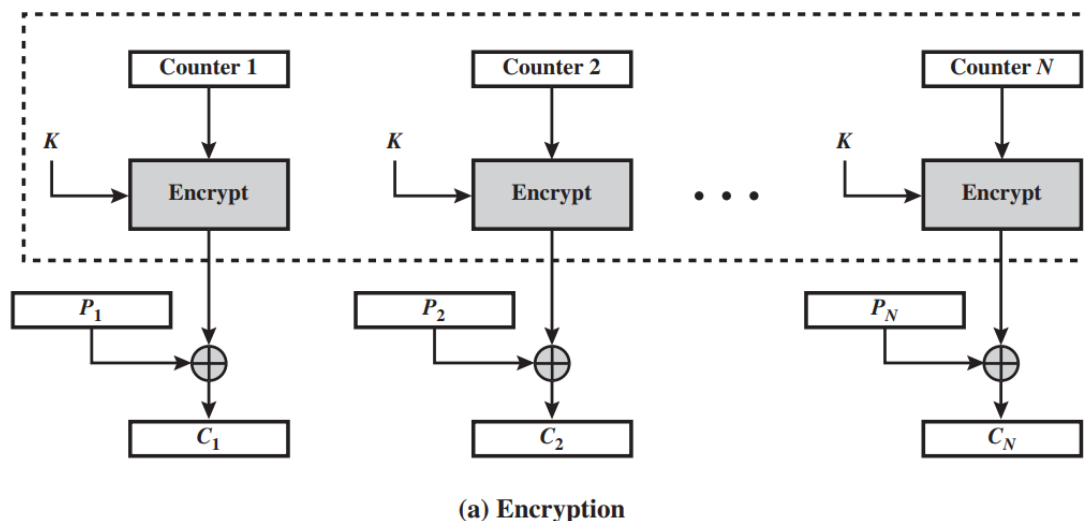 Counter 1 Counter 2 Counter N
K K K
Encrypt Encrypt • • • Encrypt
P1 P2 PN
C1 C2 CN
(a) Encryption